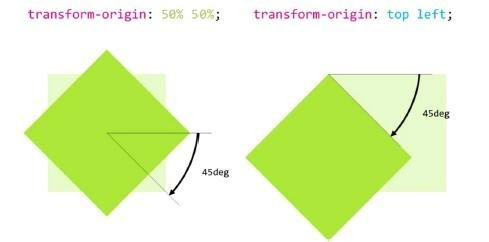 transform-origin: 50% 50%;
transform-origin: top left;
45deg
45deg